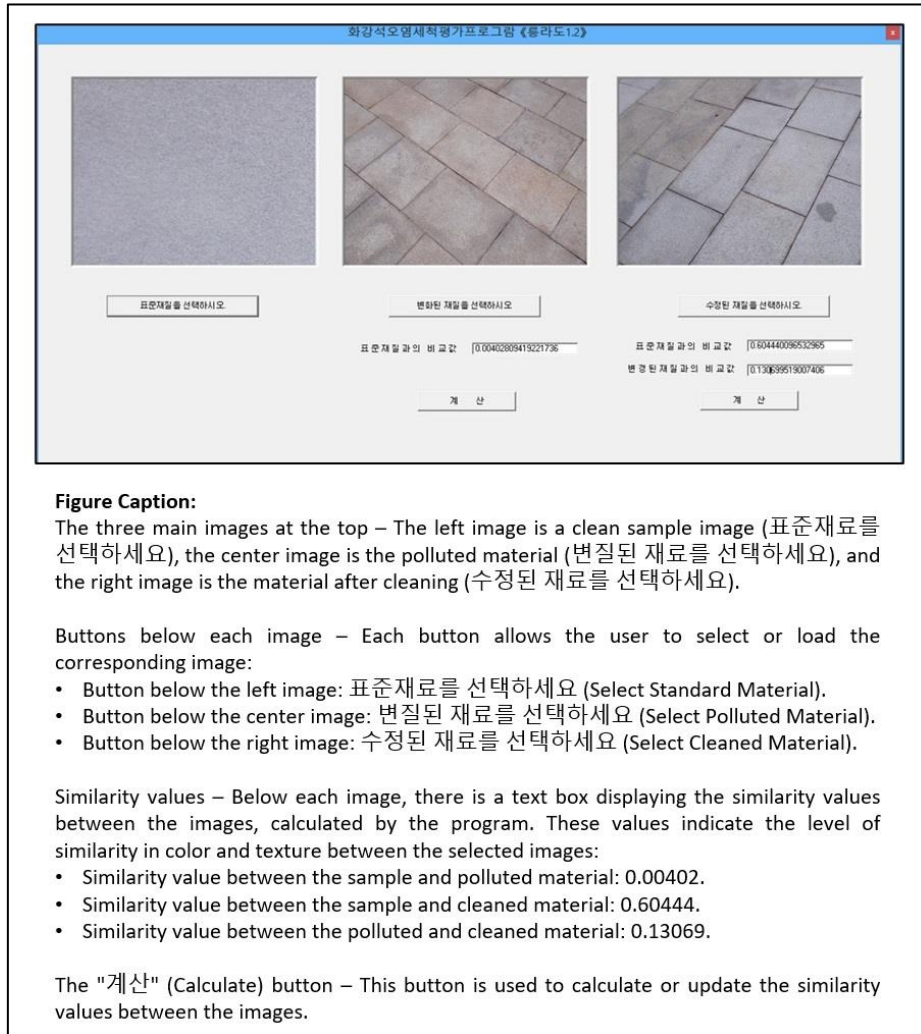 화강석오염세척평가프로그람 《릉라도1.2》
x
표준재질을 선택하시오.
변화된 재질을 선택하시오
수정된 재질을 선택하시오.
표준재질과의 비교값 0.00402809419221736
표준재질과의 비교값 0.604440096532965
변경된재질과의 비교값 0.130699519007406
계 산
계 산
Figure Caption:
The three main images at the top – The left image is a clean sample image (표준재료를
선택하세요), the center image is the polluted material (변질된 재료를 선택하세요), and
the right image is the material after cleaning (수정된 재료를 선택하세요).
Buttons below each image – Each button allows the user to select or load the
corresponding image:
• Button below the left image: 표준재료를 선택하세요 (Select Standard Material).
• Button below the center image: 변질된 재료를 선택하세요 (Select Polluted Material).
• Button below the right image: 수정된 재료를 선택하세요 (Select Cleaned Material).
Similarity values – Below each image, there is a text box displaying the similarity values
between the images, calculated by the program. These values indicate the level of
similarity in color and texture between the selected images:
• Similarity value between the sample and polluted material: 0.00402.
• Similarity value between the sample and cleaned material: 0.60444.
• Similarity value between the polluted and cleaned material: 0.13069.
The "계산" (Calculate) button – This button is used to calculate or update the similarity
values between the images.